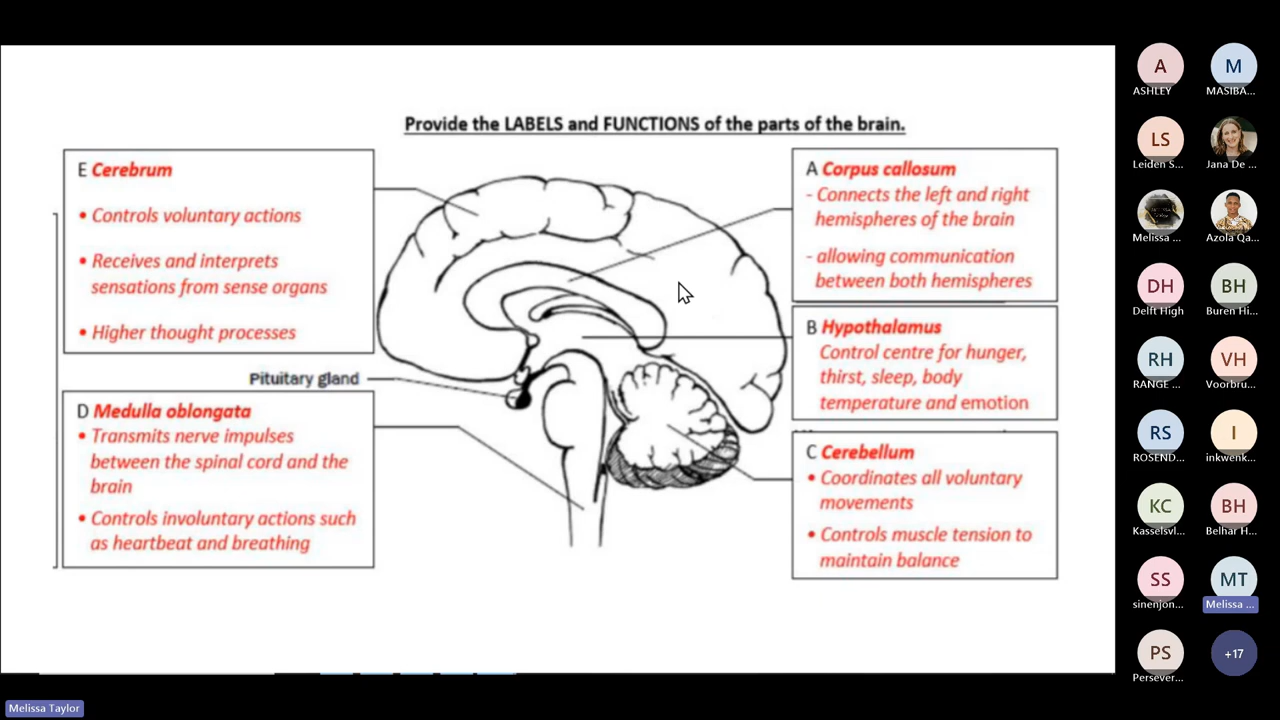 Provide the LABELS and FUNCTIONS of the parts of the brain.
E Cerebrum
• Controls voluntary actions
• Receives and interprets
sensations from sense organs
• Higher thought processes
Pituitary gland
D Medulla oblongata
• Transmits nerve impulses
between the spinal cord and the
brain
• Controls involuntary actions such
as heartbeat and breathing
A Corpus callosum
- Connects the left and right
hemispheres of the brain
- allowing communication
between both hemispheres
B Hypothalamus
Control centre for hunger,
thirst, sleep, body
temperature and emotion
C Cerebellum
• Coordinates all voluntary
movements
• Controls muscle tension to
maintain balance
A
ASHLEY
M
MASIBA...
LS
Leiden S...
Jana De ...
Melissa ...
Azola Qa...
DH
Delft High
BH
Buren Hi...
RH
RANGE ...
VH
Voorbru...
RS
ROSEND...
I
inkwenk...
KC
Kasselsvl...
BH
Belhar H...
SS
sinenjon...
MT
Melissa ...
PS
Persever...
+17
Melissa Taylor